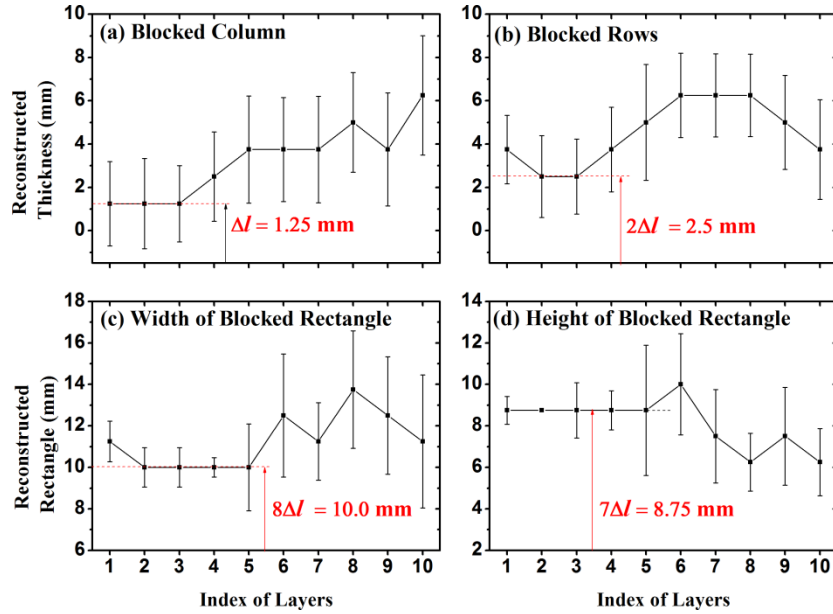 (a) Blocked Column
10
8
6
4
2
0
Reconstructed
Thickness (mm)
Δl = 1.25 mm
(b) Blocked Rows
10
8
6
4
2
0
2Δl = 2.5 mm
(c) Width of Blocked Rectangle
18
16
14
12
10
8
6
Reconstructed
Rectangle (mm)
8Δl = 10.0 mm
1 2 3 4 5 6 7 8 9 10
Index of Layers
(d) Height of Blocked Rectangle
14
12
10
8
6
4
2
7Δl = 8.75 mm
1 2 3 4 5 6 7 8 9 10
Index of Layers